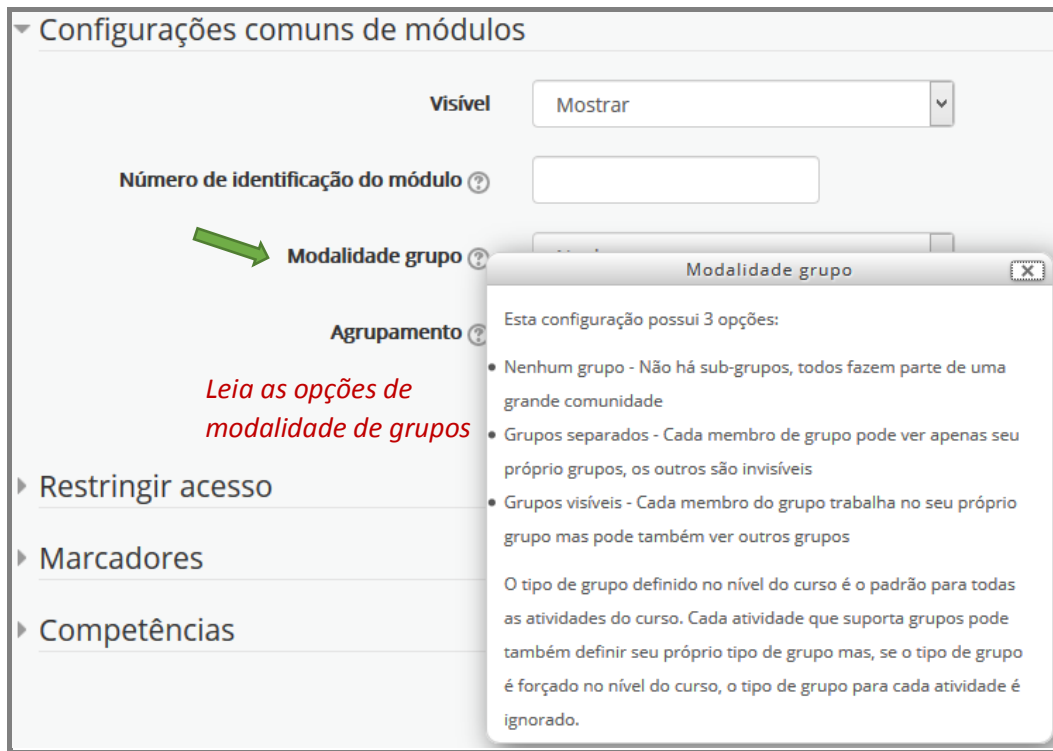 Configurações comuns de módulos
Visível
Mostrar
Número de identificação do módulo
Modalidade grupo
Agrupamento
Leia as opções de
modalidade de grupos
Modalidade grupo
Esta configuração possui 3 opções:
Nenhum grupo - Não há sub-grupos, todos fazem parte de uma
grande comunidade
Grupos separados - Cada membro de grupo pode ver apenas seu
próprio grupos, os outros são invisíveis
Grupos visíveis - Cada membro do grupo trabalha no seu próprio
grupo mas pode também ver outros grupos
O tipo de grupo definido no nível do curso é o padrão para todas
as atividades do curso. Cada atividade que suporta grupos pode
também definir seu próprio tipo de grupo mas, se o tipo de grupo
é forçado no nível do curso, o tipo de grupo para cada atividade é
ignorado.
Restringir acesso
Marcadores
Competências